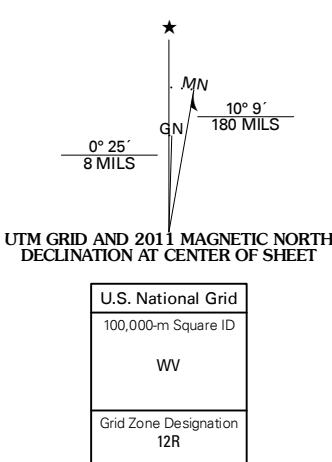 MN
GN
10° 9´
180 MILS
0° 25´
8 MILS
UTM GRID AND 2011 MAGNETIC NORTH
DECLINATION AT CENTER OF SHEET
U.S. National Grid
100,000-m Square ID
WV
Grid Zone Designation
12R